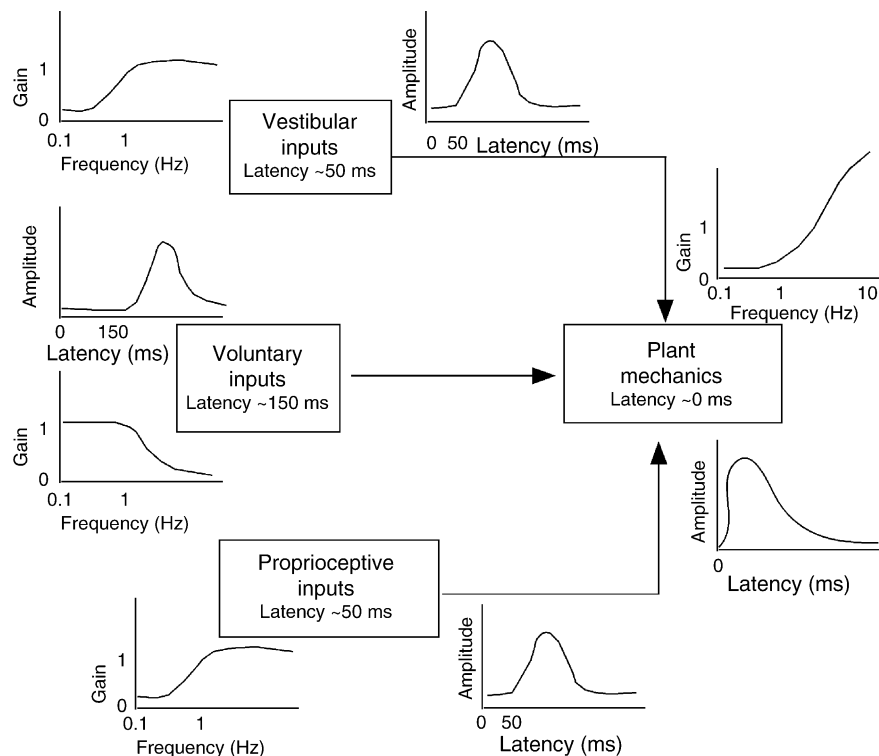 Gain
1
0
0.1
1
Frequency (Hz)
Vestibular
inputs
Latency ~50 ms
Amplitude
0 50 Latency (ms)
Gain
1
0
0.1
1
10
Frequency (Hz)
Amplitude
0
150
Latency (ms)
Voluntary
inputs
Latency ~150 ms
Plant
mechanics
Latency ~0 ms
Gain
1
0
0.1
1
Frequency (Hz)
Amplitude
0
Latency (ms)
Proprioceptive
inputs
Latency ~50 ms
Gain
1
0
0.1
1
Frequency (Hz)
Amplitude
0 50
Latency (ms)